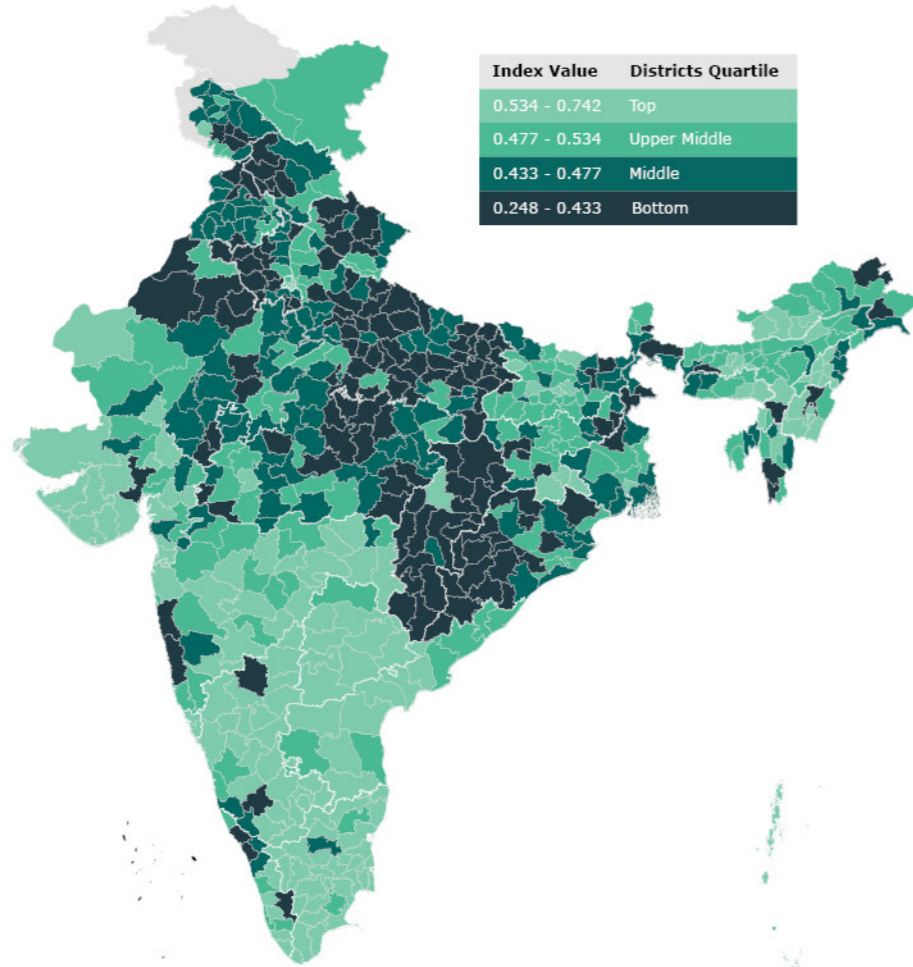 Index Value Districts Quartile
0.534 - 0.742 Top
0.477 - 0.534 Upper Middle
0.433 - 0.477 Middle
0.248 - 0.433 Bottom